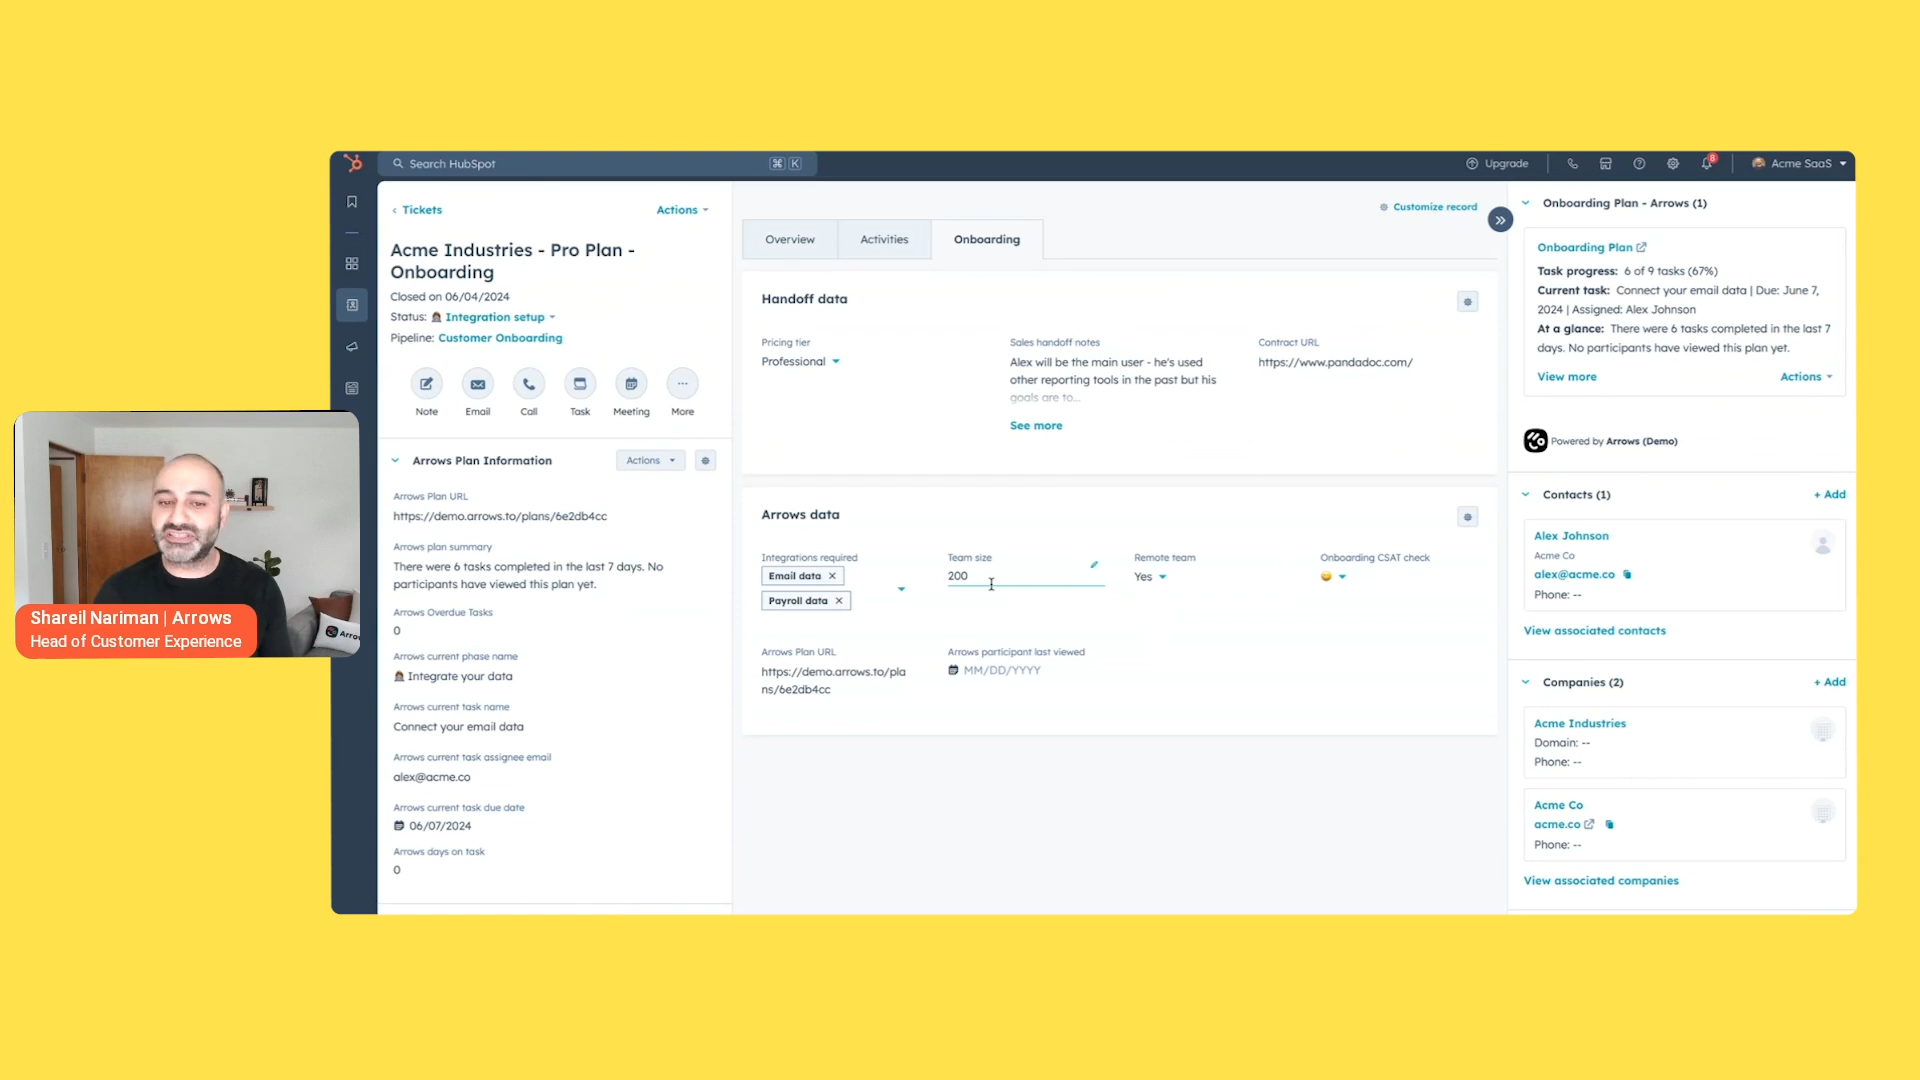 Search HubSpot
⌘ K
Upgrade
8
Acme SaaS
Tickets
Actions
Acme Industries - Pro Plan -
Onboarding
Closed on 06/04/2024
Status: Integration setup
Pipeline: Customer Onboarding
Note
Email
Call
Task
Meeting
More
Arrows Plan Information
Actions
Arrows Plan URL
https://demo.arrows.to/plans/6e2db4cc
Arrows plan summary
There were 6 tasks completed in the last 7 days. No
participants have viewed this plan yet.
Arrows Overdue Tasks
0
Arrows current phase name
Integrate your data
Arrows current task name
Connect your email data
Arrows current task assignee email
alex@acme.co
Arrows current task due date
06/07/2024
Arrows days on task
0
Customize record
Overview
Activities
Onboarding
Handoff data
Pricing tier
Professional
Sales handoff notes
Alex will be the main user - he's used
other reporting tools in the past but his
goals are to...
See more
Contract URL
https://www.pandadoc.com/
Arrows data
Integrations required
Email data
Payroll data
Team size
200
Remote team
Yes
Onboarding CSAT check
Arrows Plan URL
https://demo.arrows.to/pla
ns/6e2db4cc
Arrows participant last viewed
MM/DD/YYYY
Onboarding Plan - Arrows (1)
Onboarding Plan
Task progress: 6 of 9 tasks (67%)
Current task: Connect your email data | Due: June 7,
2024 | Assigned: Alex Johnson
At a glance: There were 6 tasks completed in the last 7
days. No participants have viewed this plan yet.
View more
Actions
Powered by Arrows (Demo)
Contacts (1)
+ Add
Alex Johnson
Acme Co
alex@acme.co
Phone: --
View associated contacts
Companies (2)
+ Add
Acme Industries
Domain: --
Phone: --
Acme Co
acme.co
Phone: --
View associated companies
Arro
Shareil Nariman | Arrows
Head of Customer Experience